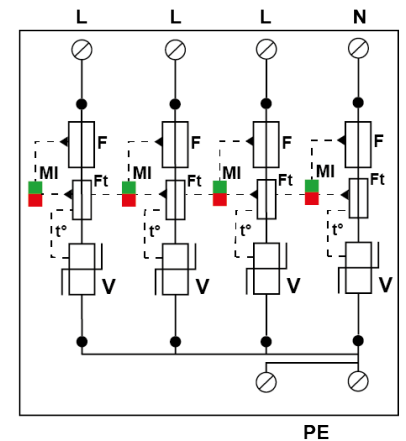 L L L N
F F F F
MI MI MI MI
Ft Ft Ft Ft
t° t° t° t°
V V V V
PE